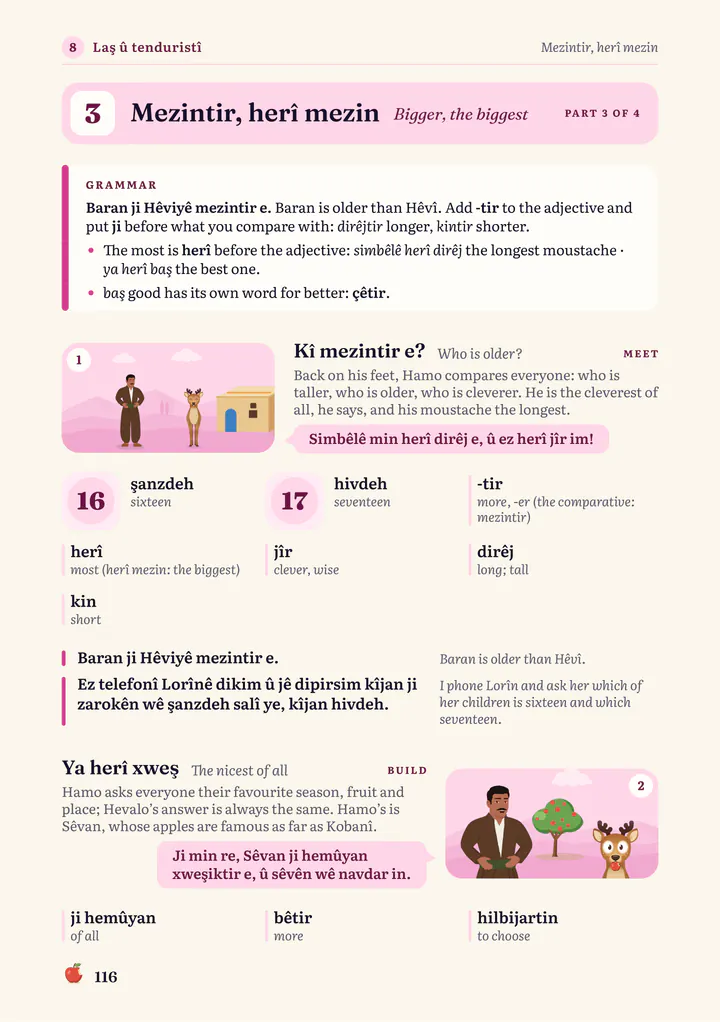 8 Laş û tenduristî
Mezintir, herî mezin
3 Mezintir, herî mezin Bigger, the biggest PART 3 OF 4
GRAMMAR
Baran ji Hêviyê mezintir e. Baran is older than Hêvî. Add -tir to the adjective and
put ji before what you compare with: dirêjtir longer, kintir shorter.
• The most is herî before the adjective: simbêlê herî dirêj the longest moustache ·
ya herî baş the best one.
• baş good has its own word for better: çêtir.
1
Kî mezintir e? Who is older? MEET
Back on his feet, Hamo compares everyone: who is
taller, who is older, who is cleverer. He is the cleverest of
all, he says, and his moustache the longest.
Simbêlê min herî dirêj e, û ez herî jîr im!
16 şanzdeh
sixteen
17 hivdeh
seventeen
-tir
more, -er (the comparative:
mezintir)
herî
most (herî mezin: the biggest)
jîr
clever, wise
dirêj
long; tall
kin
short
Baran ji Hêviyê mezintir e.
Baran is older than Hêvî.
Ez telefonî Lorînê dikim û jê dipirsim kîjan ji
zarokên wê şanzdeh salî ye, kîjan hivdeh.
I phone Lorîn and ask her which of
her children is sixteen and which
seventeen.
Ya herî xweş The nicest of all BUILD
Hamo asks everyone their favourite season, fruit and
place; Hevalo’s answer is always the same. Hamo’s is
Sêvan, whose apples are famous as far as Kobanî.
Ji min re, Sêvan ji hemûyan
xweşiktir e, û sêvên wê navdar in.
2
ji hemûyan
of all
bêtir
more
hilbijartin
to choose
116